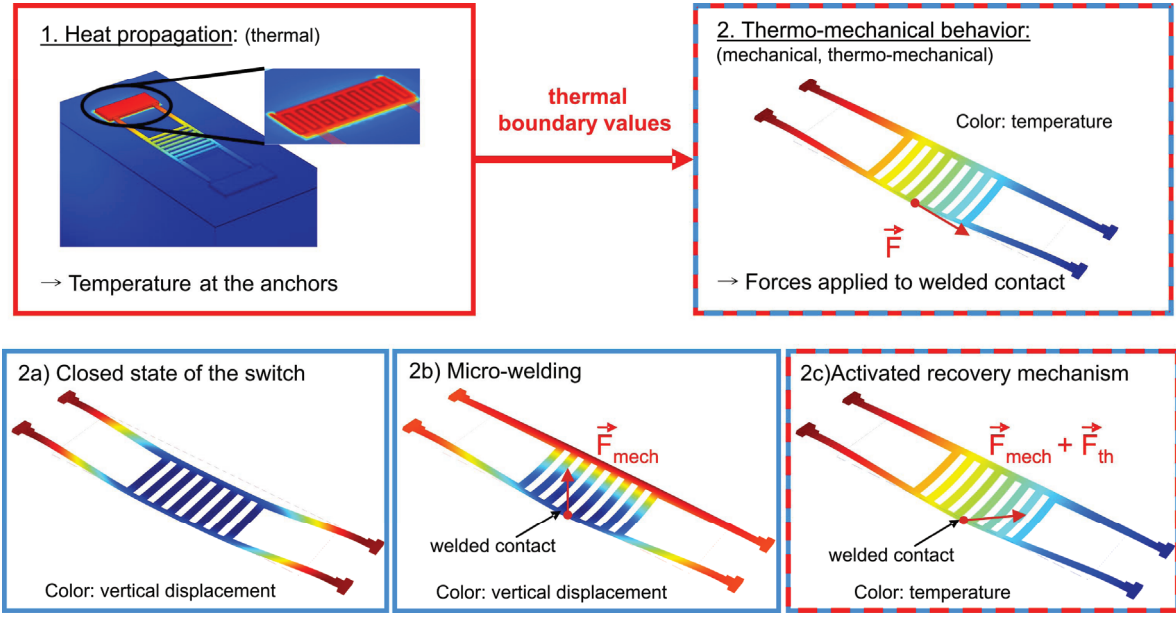 1. Heat propagation: (thermal)
→ Temperature at the anchors
thermal
boundary values
2. Thermo-mechanical behavior:
(mechanical, thermo-mechanical)
Color: temperature
F⃗
→ Forces applied to welded contact
2a) Closed state of the switch
Color: vertical displacement
2b) Micro-welding
F⃗mech
welded contact
Color: vertical displacement
2c)Activated recovery mechanism
F⃗mech + F⃗th
welded contact
Color: temperature